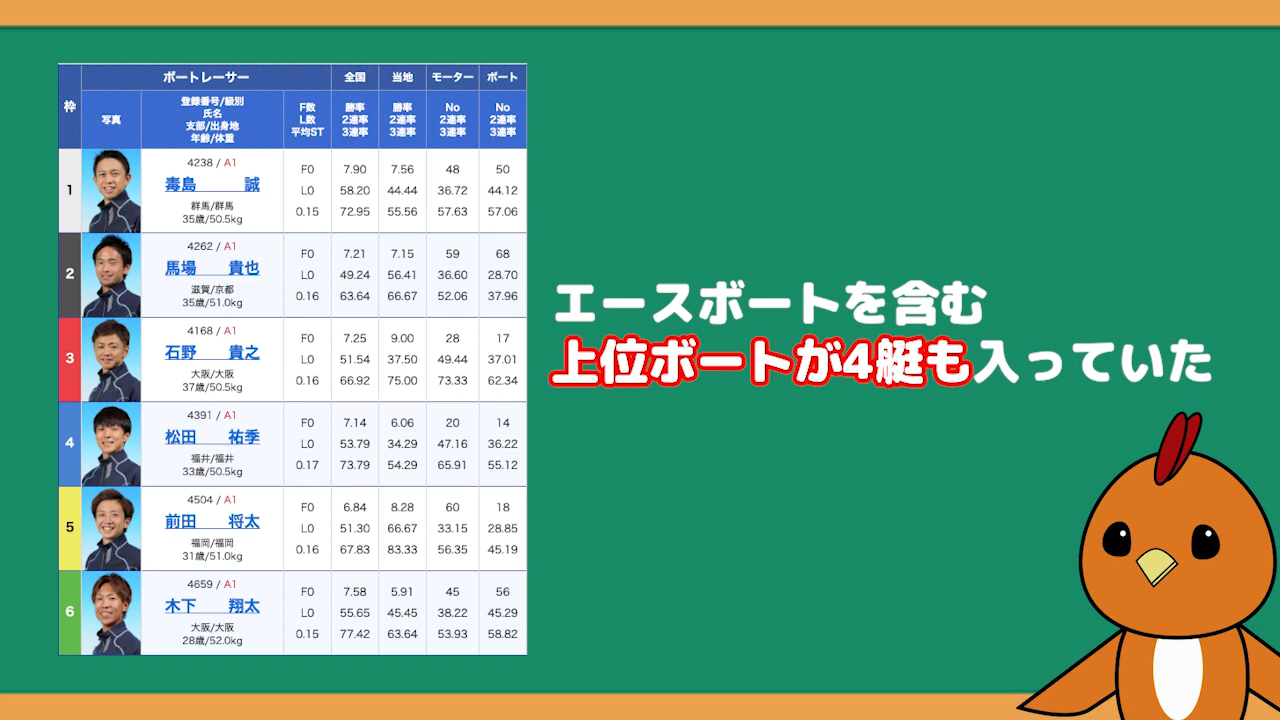 枠 ボートレーサー 全国 当地 モーター ボート
写真 登録番号/級別 氏名 支部/出身地 年齢/体重 F数 L数 平均ST 勝率 2連率 3連率 勝率 2連率 3連率 No 2連率 3連率 No 2連率 3連率
4238 / A1 F0 7.90 7.56 48 50
1 毒島 誠 L0 58.20 44.44 36.72 44.12
群馬/群馬
35歳/50.5kg 0.15 72.95 55.56 57.63 57.06
4262 / A1 F0 7.21 7.15 59 68
2 馬場 貴也 L0 49.24 56.41 36.60 28.70
滋賀/京都
35歳/51.0kg 0.16 63.64 66.67 52.06 37.96
4168 / A1 F0 7.25 9.00 28 17
3 石野 貴之 L0 51.54 37.50 49.44 37.01
大阪/大阪
37歳/50.5kg 0.16 66.92 75.00 73.33 62.34
4391 / A1 F0 7.14 6.06 20 14
4 松田 祐季 L0 53.79 34.29 47.16 36.22
福井/福井
33歳/50.5kg 0.17 73.79 54.29 65.91 55.12
4504 / A1 F0 6.84 8.28 60 18
5 前田 将太 L0 51.30 66.67 33.15 28.85
福岡/福岡
31歳/51.0kg 0.16 67.83 83.33 56.35 45.19
4659 / A1 F0 7.58 5.91 45 56
6 木下 翔太 L0 55.65 45.45 38.22 45.29
大阪/大阪
28歳/52.0kg 0.15 77.42 63.64 53.93 58.82
エースボートを含む
上位ボートが4艇も入っていた